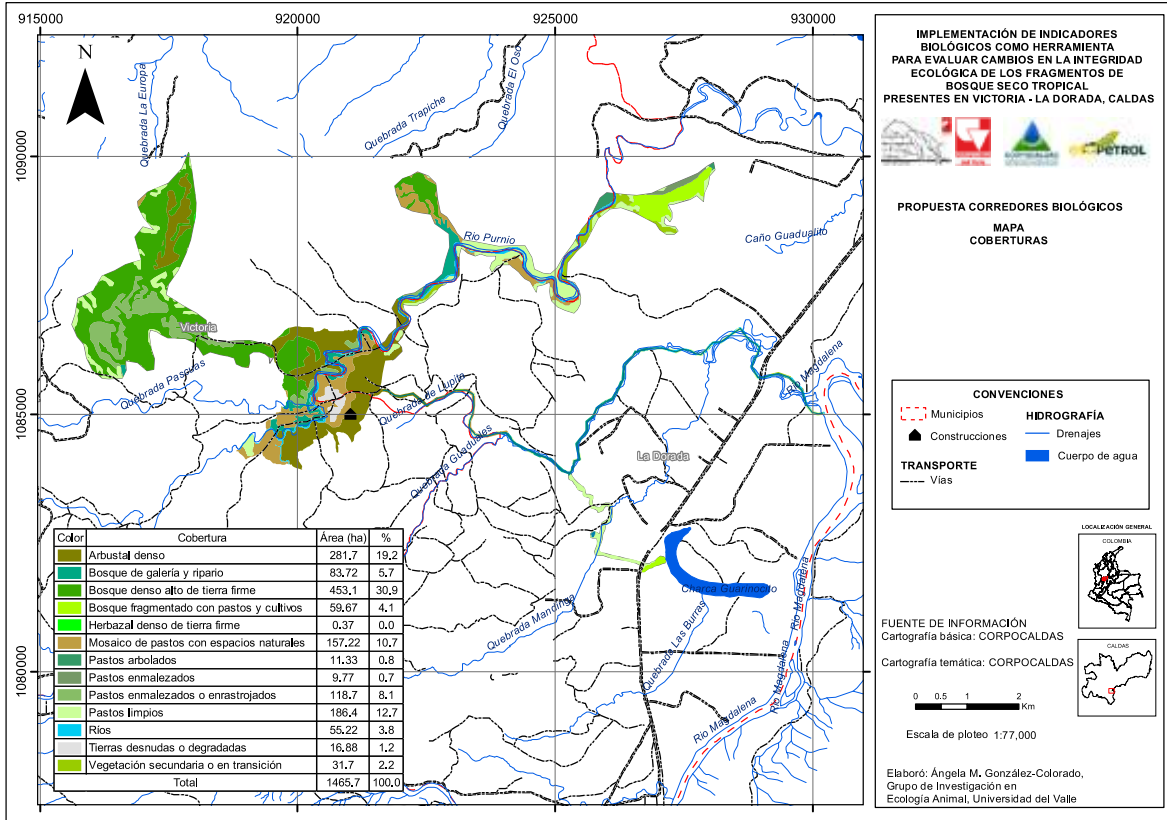 915000
920000
925000
930000
1090000
1085000
1080000
N
Quebrada La Europa
Quebrada Trapiche
Quebrada El Oso
Rio Purnio
Caño Guadualito
Victoria
Quebrada Pascuas
Quebrada de Lupita
Quebrada Guaduales
Rio Magdalena
La Dorada
Charca Guarinocito
Quebrada Mandinga
Quebrada Las Burras
Rio Magdalena
Rio Magdalena
Rio Magdalena
Color Cobertura Área (ha) %
Arbustal denso 281.7 19.2
Bosque de galería y ripario 83.72 5.7
Bosque denso alto de tierra firme 453.1 30.9
Bosque fragmentado con pastos y cultivos 59.67 4.1
Herbazal denso de tierra firme 0.37 0.0
Mosaico de pastos con espacios naturales 157.22 10.7
Pastos arbolados 11.33 0.8
Pastos enmalezados 9.77 0.7
Pastos enmalezados o enrastrojados 118.7 8.1
Pastos limpios 186.4 12.7
Ríos 55.22 3.8
Tierras desnudas o degradadas 16.88 1.2
Vegetación secundaria o en transición 31.7 2.2
Total 1465.7 100.0
IMPLEMENTACIÓN DE INDICADORES
BIOLÓGICOS COMO HERRAMIENTA
PARA EVALUAR CAMBIOS EN LA INTEGRIDAD
ECOLÓGICA DE LOS FRAGMENTOS DE
BOSQUE SECO TROPICAL
PRESENTES EN VICTORIA - LA DORADA, CALDAS
PETROL
PROPUESTA CORREDORES BIOLÓGICOS
MAPA
COBERTURAS
CONVENCIONES
Municipios
Construcciones
TRANSPORTE
Vías
HIDROGRAFÍA
Drenajes
Cuerpo de agua
LOCALIZACIÓN GENERAL
COLOMBIA
CALDAS
FUENTE DE INFORMACIÓN
Cartografía básica: CORPOCALDAS
Cartografía temática: CORPOCALDAS
0 0.5 1 2
Km
Escala de ploteo 1:77,000
Elaboró: Ángela M. González-Colorado,
Grupo de Investigación en
Ecología Animal, Universidad del Valle